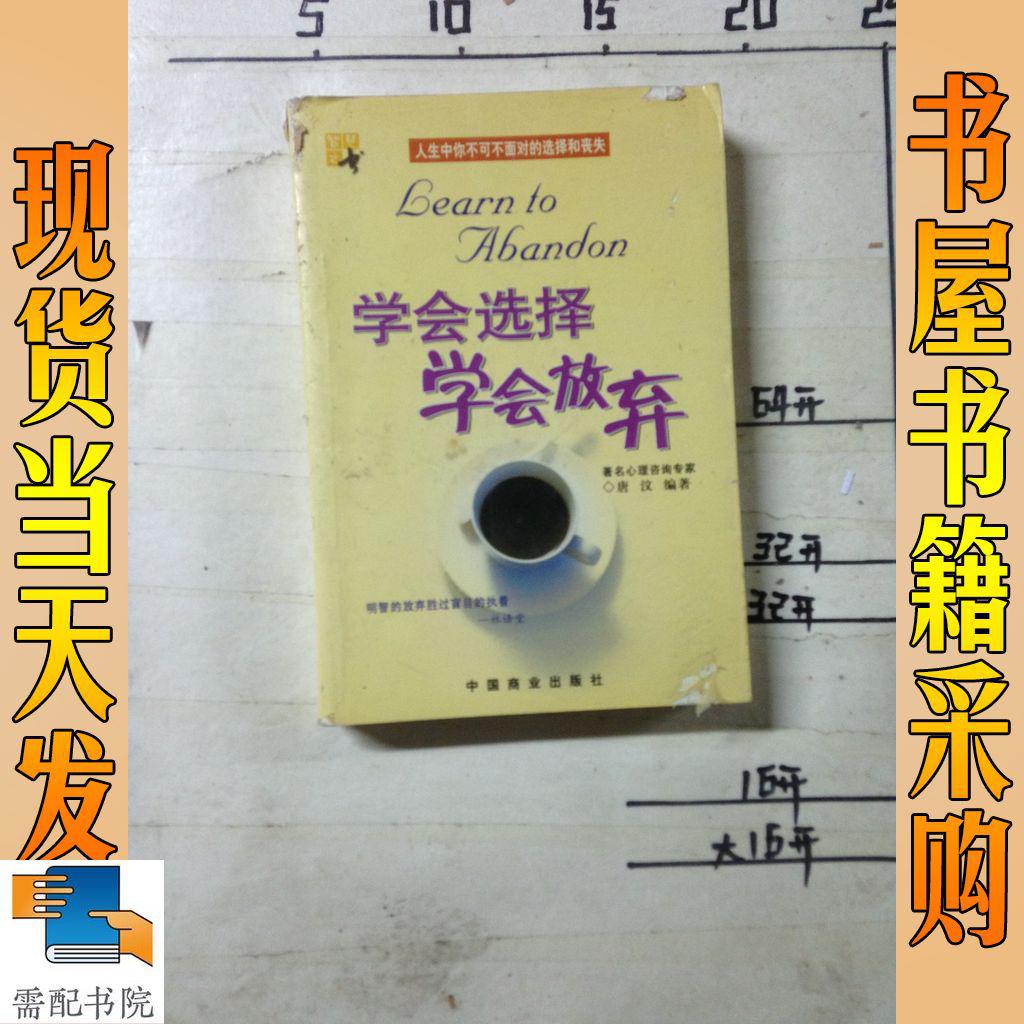 5 10 15 20 25
现货当天发
书屋书籍采购
人生中你不可不面对的选择和丧失
Learn to
Abandon
学会选择
学会放弃
著名心理咨询专家
◇唐 汶 编著
明智的放弃胜过盲目的执着
—林语堂
中国商业出版社
64开
32开
32开
16开
大16开
需配书院